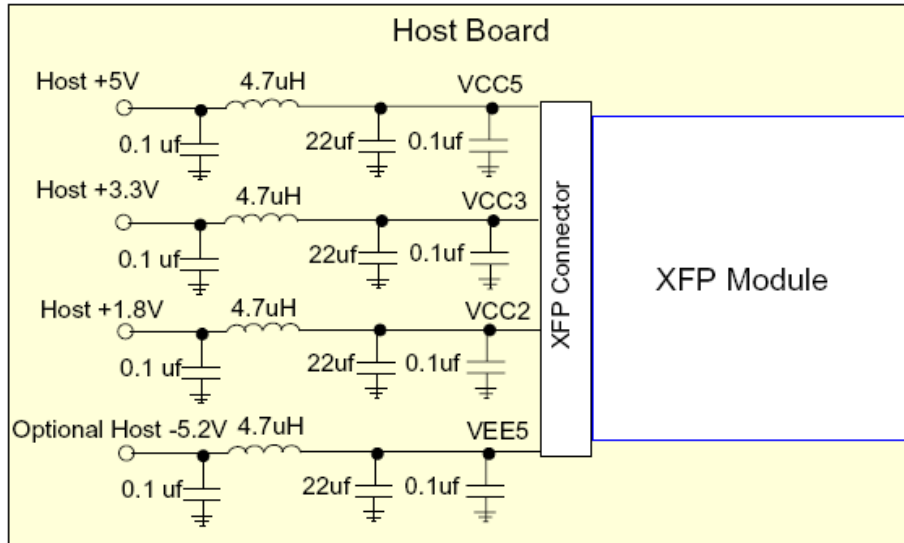 Host Board
Host +5V
4.7uH
VCC5
0.1 uf
22uf
0.1uf
Host +3.3V
4.7uH
VCC3
0.1 uf
22uf
0.1uf
Host +1.8V
4.7uH
VCC2
0.1 uf
22uf
0.1uf
Optional Host -5.2V
4.7uH
VEE5
0.1 uf
22uf
0.1uf
XFP Connector
XFP Module